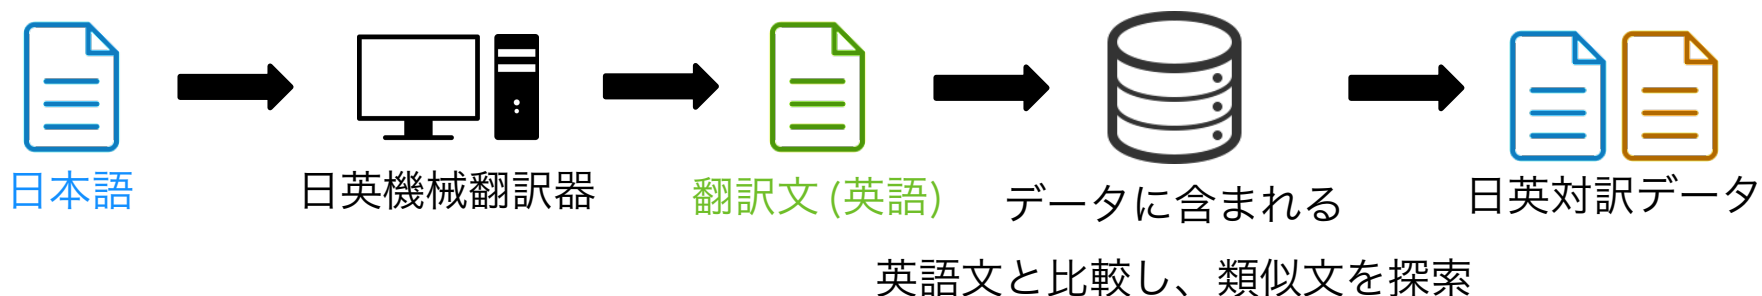 日本語
日英機械翻訳器
翻訳文 (英語)
データに含まれる
英語文と比較し、類似文を探索
日英対訳データ